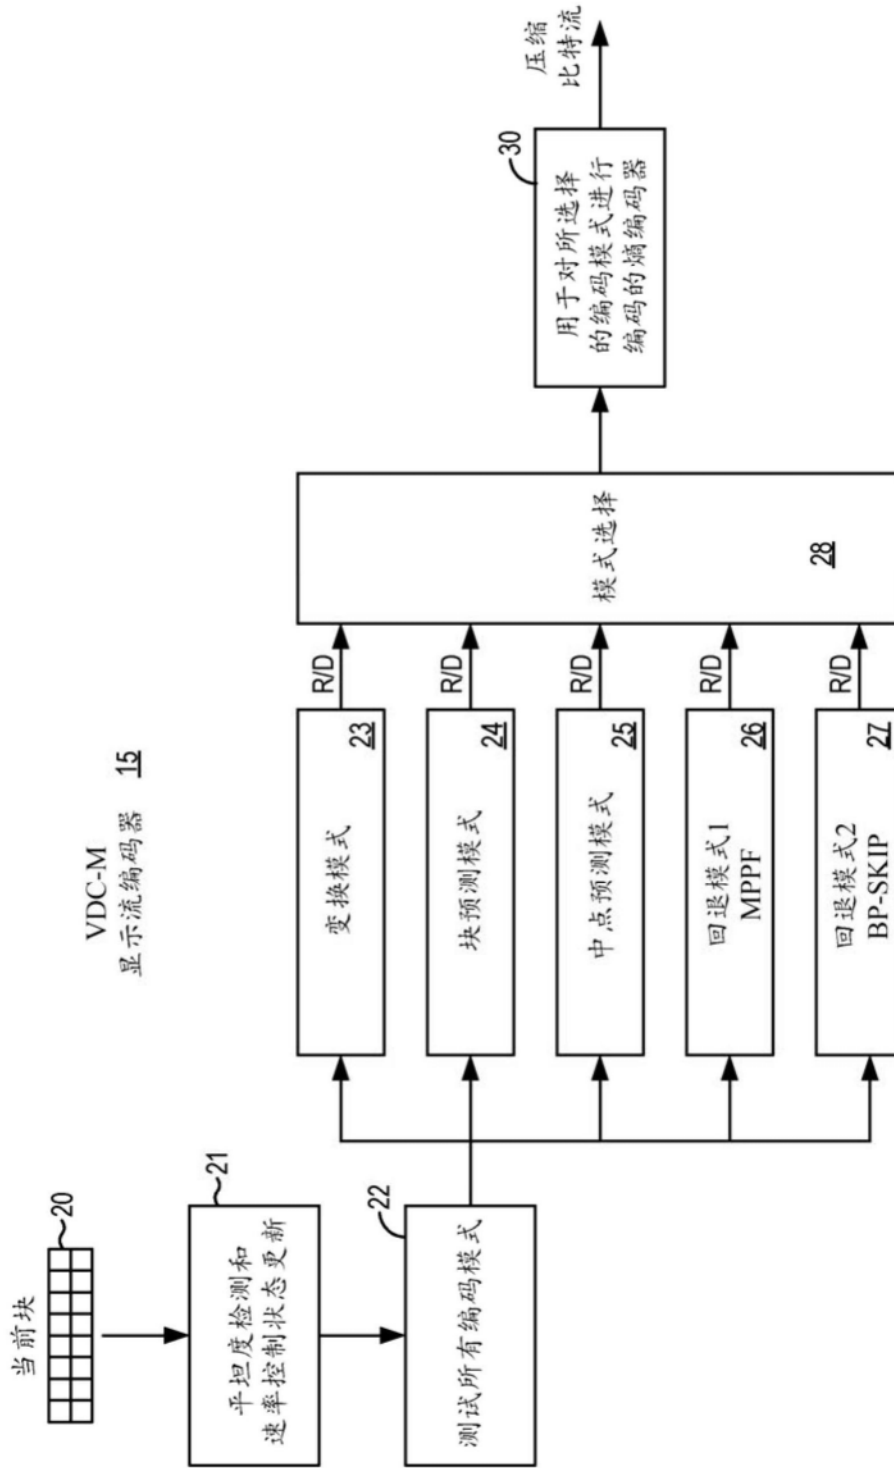 VDC-M
显示流编码器 15
当前块
20
平坦度检测和
速率控制状态更新
21
测试所有编码模式
22
变换模式
23
R/D
块预测模式
24
R/D
中点预测模式
25
R/D
回退模式1
MPPF
26
R/D
回退模式2
BP-SKIP
27
R/D
模式选择
28
用于对所选择
的编码模式进行
编码的熵编码器
30
压缩
比特流